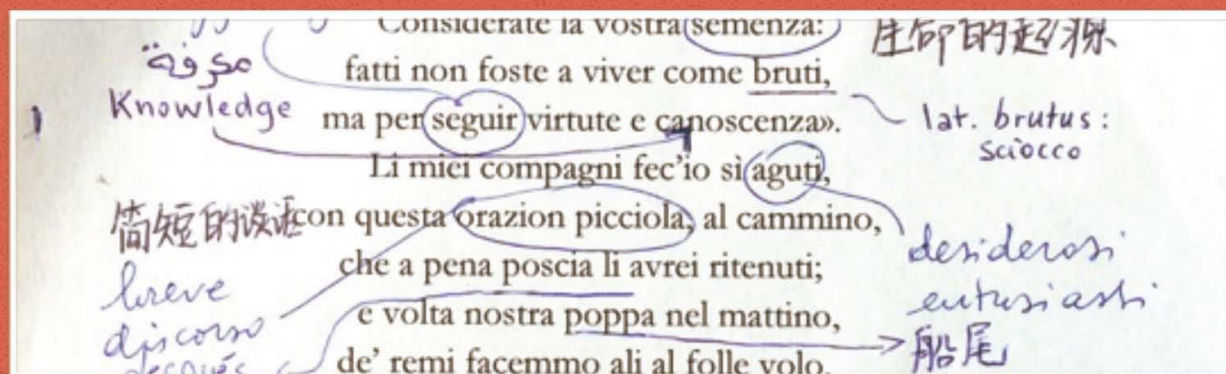 Considerate la vostra semenza:
生命的起源
معرفة
fatti non foste a viver come bruti,
Knowledge
ma per seguir virtute e canoscenza».
lat. brutus:
sciocco
Li miei compagni fec'io sì aguti,
简短的谈话
con questa orazion picciola, al cammino,
desiderosi
che a pena poscia li avrei ritenuti;
breve
discorso
entusiasti
e volta nostra poppa nel mattino,
船尾
después
de' remi facemmo ali al folle volo,